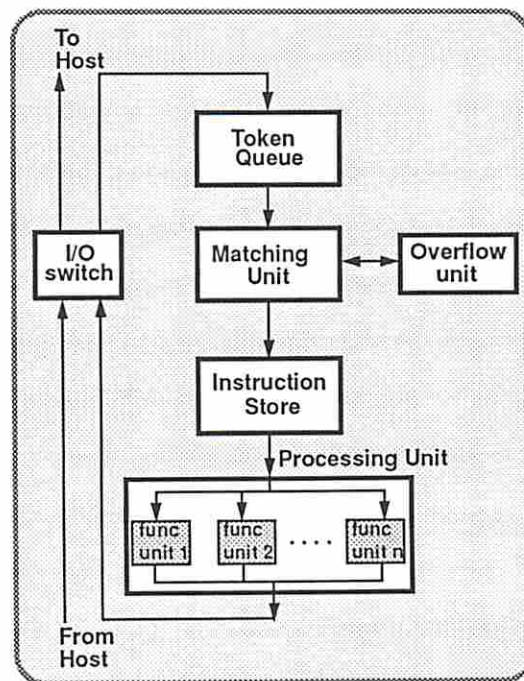 To
Host
Token
Queue
I/O
switch
Matching
Unit
Overflow
unit
Instruction
Store
Processing Unit
func
unit 1
func
unit 2
....
func
unit n
From
Host